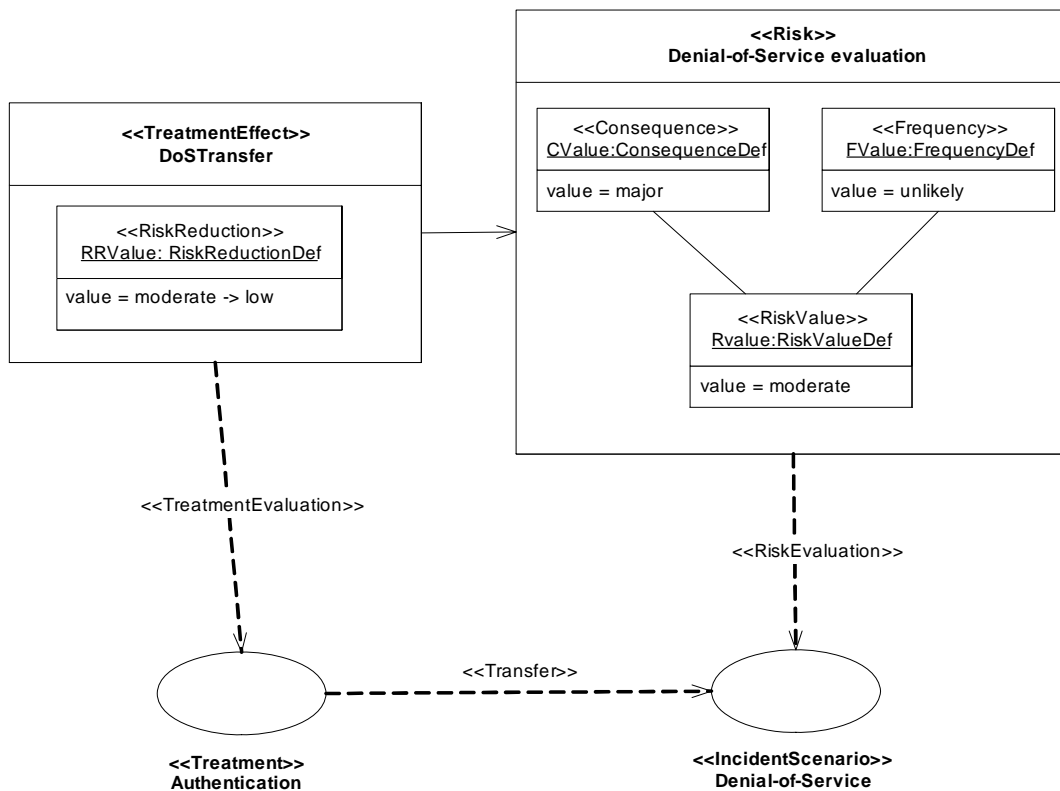 <<Risk>>
Denial-of-Service evaluation
<<TreatmentEffect>>
DoSTransfer
<<Consequence>>
CValue:ConsequenceDef
value = major
<<Frequency>>
FValue:FrequencyDef
value = unlikely
<<RiskReduction>>
RRValue: RiskReductionDef
value = moderate -> low
<<RiskValue>>
Rvalue:RiskValueDef
value = moderate
<<TreatmentEvaluation>>
<<RiskEvaluation>>
<<Transfer>>
<<Treatment>>
Authentication
<<IncidentScenario>>
Denial-of-Service